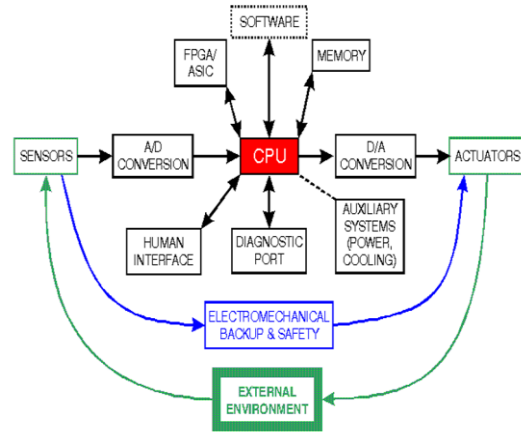 SOFTWARE
FPGA/
ASIC
MEMORY
SENSORS
A/D
CONVERSION
CPU
D/A
CONVERSION
ACTUATORS
HUMAN
INTERFACE
DIAGNOSTIC
PORT
AUXILIARY
SYSTEMS
(POWER,
COOLING)
ELECTROMECHANICAL
BACKUP & SAFETY
EXTERNAL
ENVIRONMENT